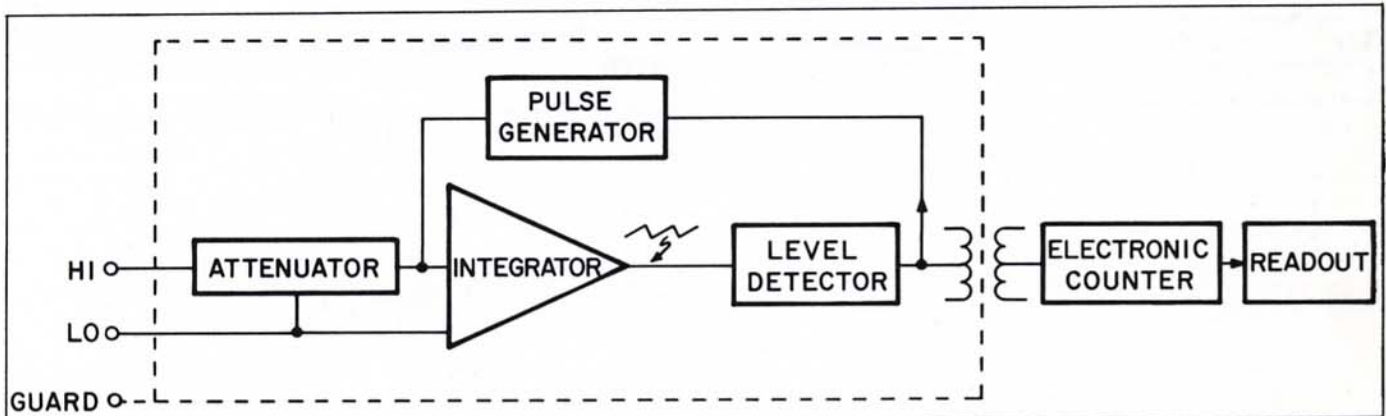 PULSE
GENERATOR
HI
ATTENUATOR
INTEGRATOR
LEVEL
DETECTOR
ELECTRONIC
COUNTER
READOUT
LO
GUARD